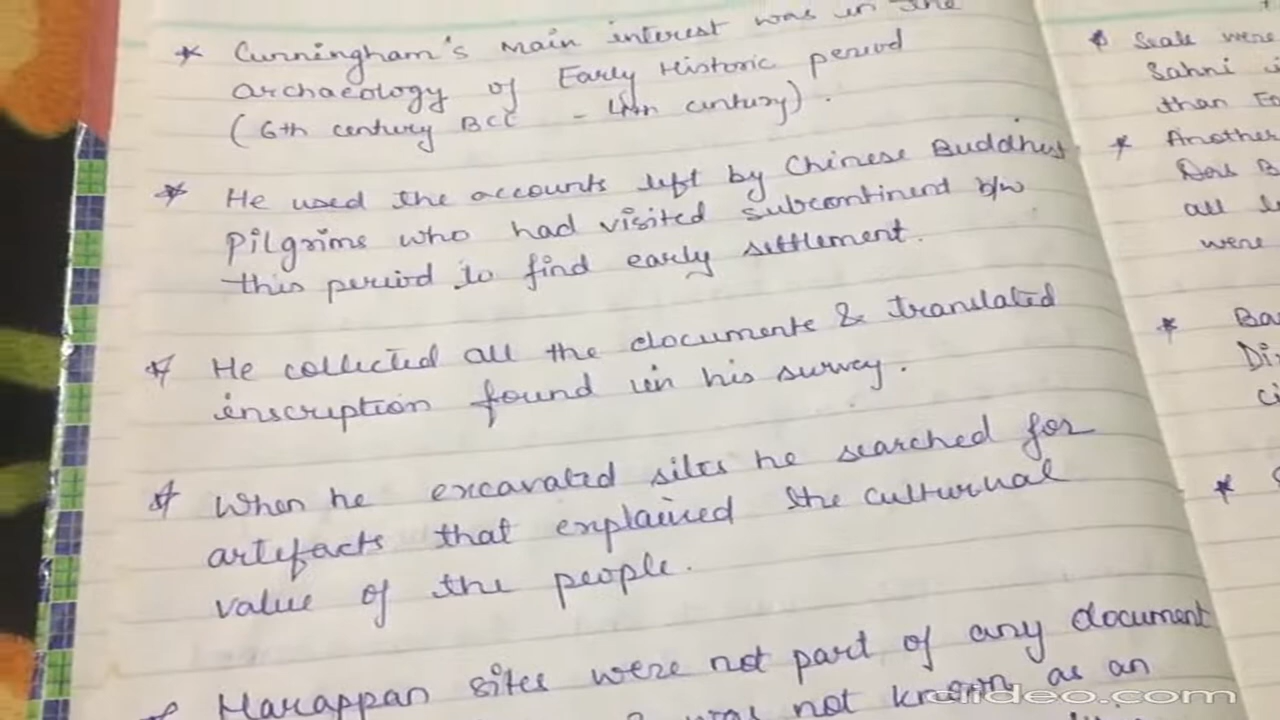 * Cunningham's main interest was in the
archaeology of Early Historic period
(6th century BCE - 4th century).
* He used the accounts left by Chinese Buddhist
pilgrims who had visited subcontinend b/w
this period to find early settlement.
* He collected all the documents & translated
inscription found in his survey.
* When he excavated sites he searched for
artefacts that explained the culturnal
value of the people.
* Harappan sites were not part of any document
was not known as an
* Seals were
Sahni
than
* Another
all
were
*
*
clideo.com